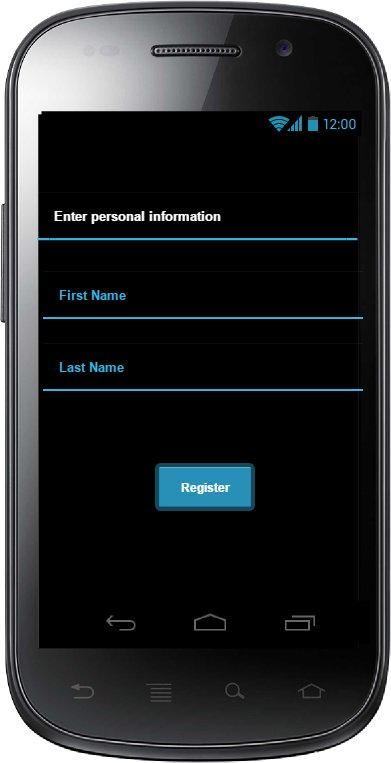 12:00
Enter personal information
First Name
Last Name
Register